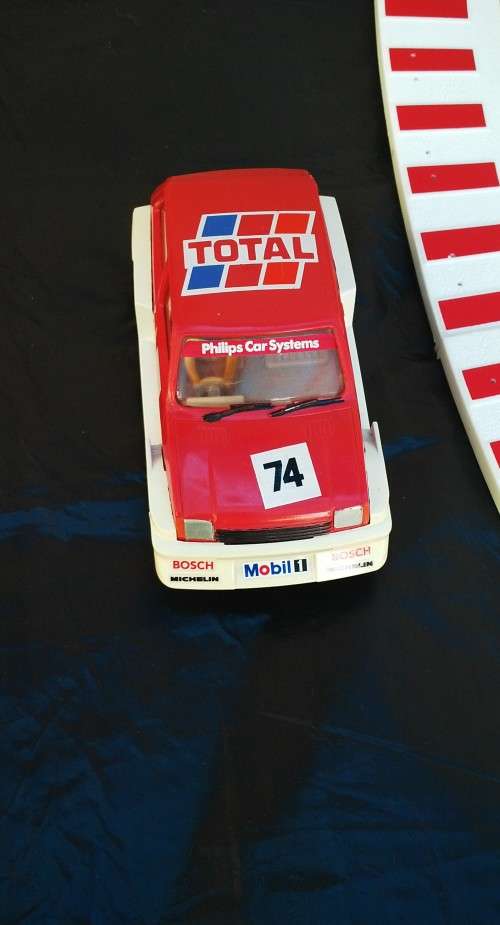 TOTAL
Philips Car Systems
74
BOSCH
Mobil 1
BOSCH
MICHELIN
MICHELIN